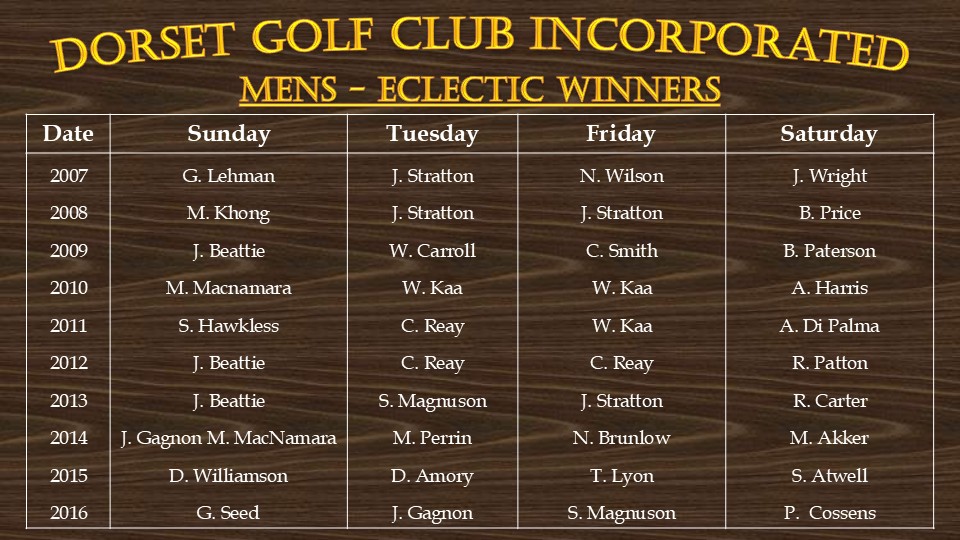 DORSET GOLF CLUB INCORPORATED
MENS - ECLECTIC WINNERS
Date Sunday Tuesday Friday Saturday
2007 G. Lehman J. Stratton N. Wilson J. Wright
2008 M. Khong J. Stratton J. Stratton B. Price
2009 J. Beattie W. Carroll C. Smith B. Paterson
2010 M. Macnamara W. Kaa W. Kaa A. Harris
2011 S. Hawkless C. Reay W. Kaa A. Di Palma
2012 J. Beattie C. Reay C. Reay R. Patton
2013 J. Beattie S. Magnuson J. Stratton R. Carter
2014 J. Gagnon M. MacNamara M. Perrin N. Brunlow M. Akker
2015 D. Williamson D. Amory T. Lyon S. Atwell
2016 G. Seed J. Gagnon S. Magnuson P. Cossens